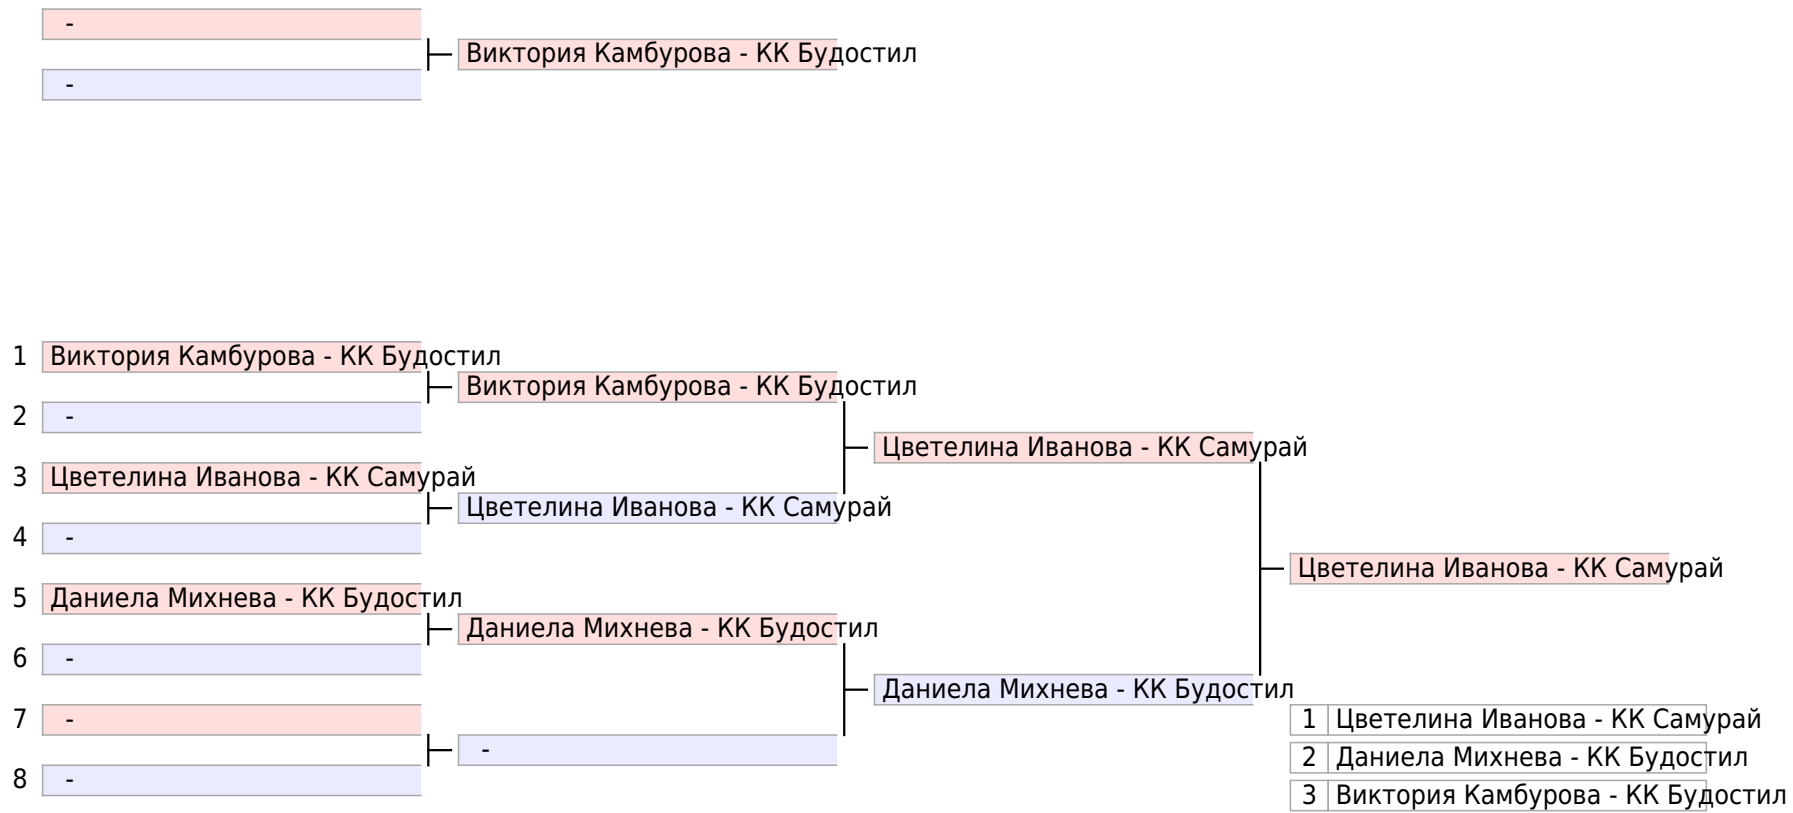 -
Виктория Камбурова - КК Будостил
-
1 Виктория Камбурова - КК Будостил
Виктория Камбурова - КК Будостил
2 -
Цветелина Иванова - КК Самурай
3 Цветелина Иванова - КК Самурай
Цветелина Иванова - КК Самурай
4 -
Цветелина Иванова - КК Самурай
5 Даниела Михнева - КК Будостил
Даниела Михнева - КК Будостил
6 -
Даниела Михнева - КК Будостил
7 -
-
8 -
1 Цветелина Иванова - КК Самурай
2 Даниела Михнева - КК Будостил
3 Виктория Камбурова - КК Будостил